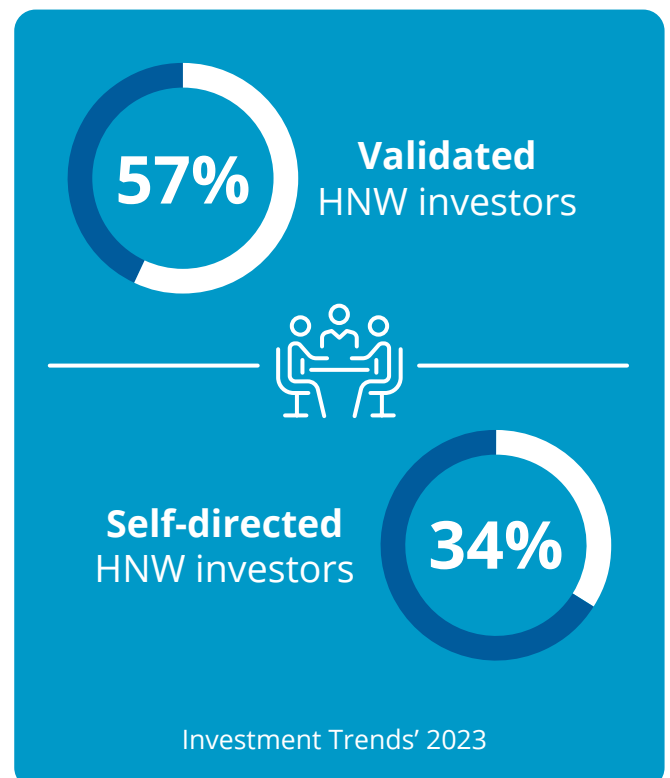 57%
Validated
HNW investors
Self-directed
HNW investors
34%
Investment Trends’ 2023